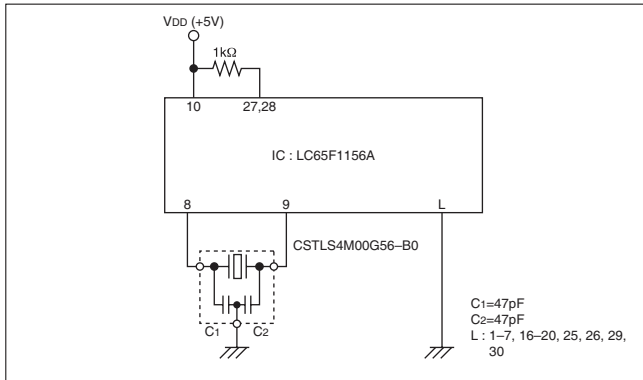 VDD (+5V)
1kΩ
10
27,28
IC : LC65F1156A
8
9
L
CSTLS4M00G56–B0
C1
C2
C1=47pF
C2=47pF
L : 1–7, 16–20, 25, 26, 29,
30